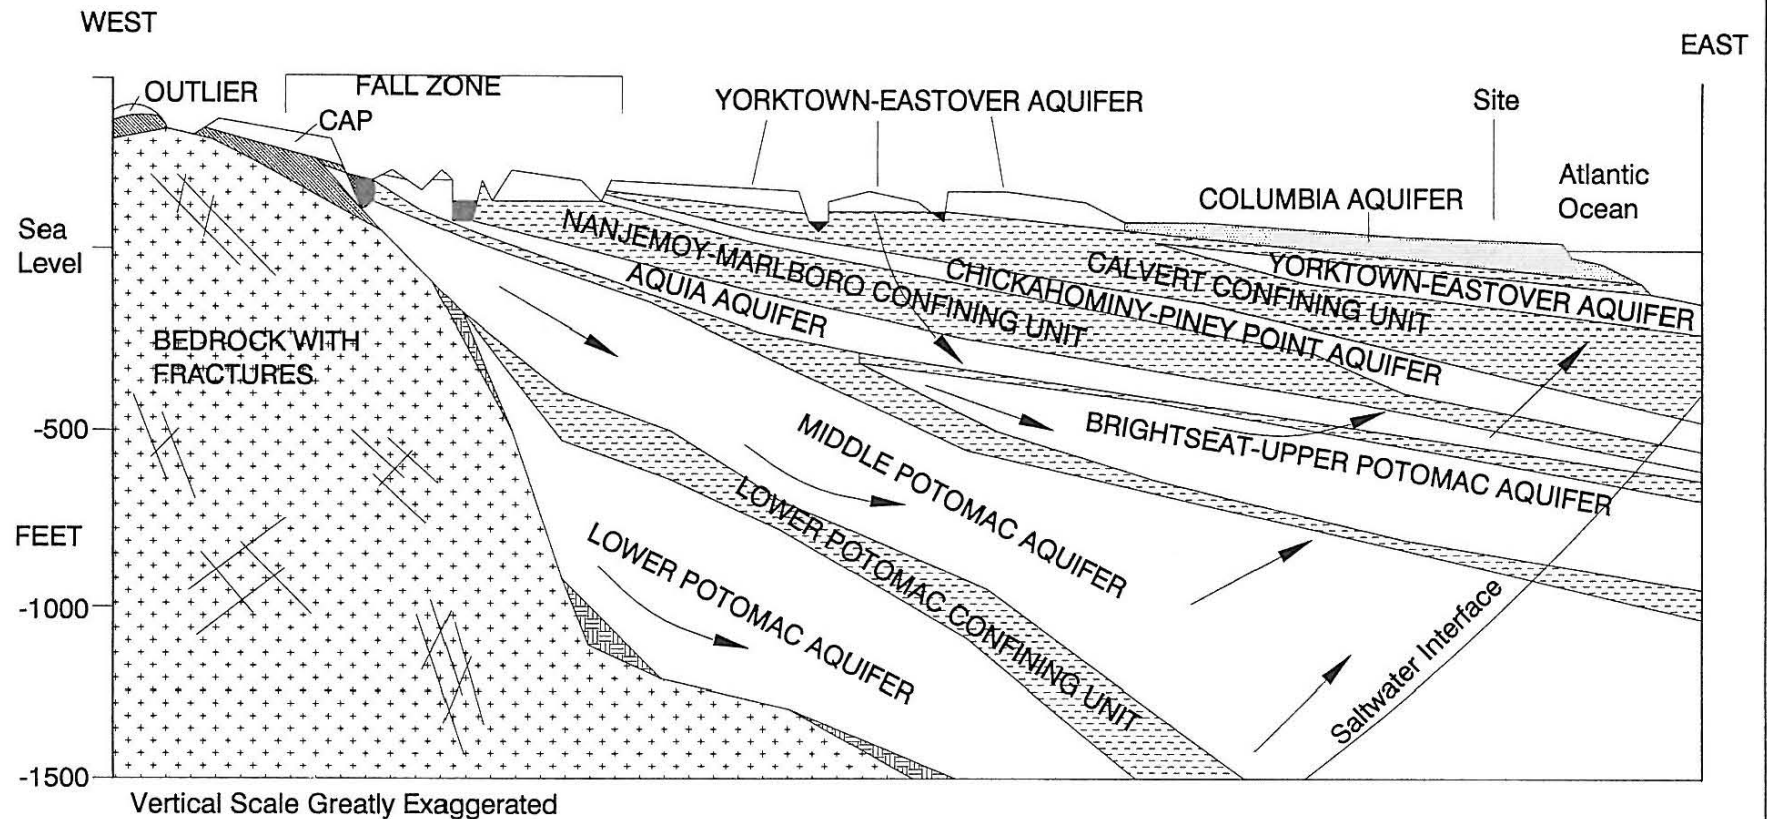 WEST
EAST
OUTLIER
FALL ZONE
CAP
YORKTOWN-EASTOVER AQUIFER
Site
Atlantic
Ocean
COLUMBIA AQUIFER
Sea
Level
NANJEMOY-MARLBORO CONFINING UNIT
AQUIA AQUIFER
CHICKAHOMINY-PINEY POINT AQUIFER
CALVERT CONFINING UNIT
YORKTOWN-EASTOVER AQUIFER
BEDROCK WITH
FRACTURES
-500
BRIGHTSEAT-UPPER POTOMAC AQUIFER
MIDDLE POTOMAC AQUIFER
LOWER POTOMAC CONFINING UNIT
LOWER POTOMAC AQUIFER
FEET
-1000
Saltwater Interface
-1500
Vertical Scale Greatly Exaggerated